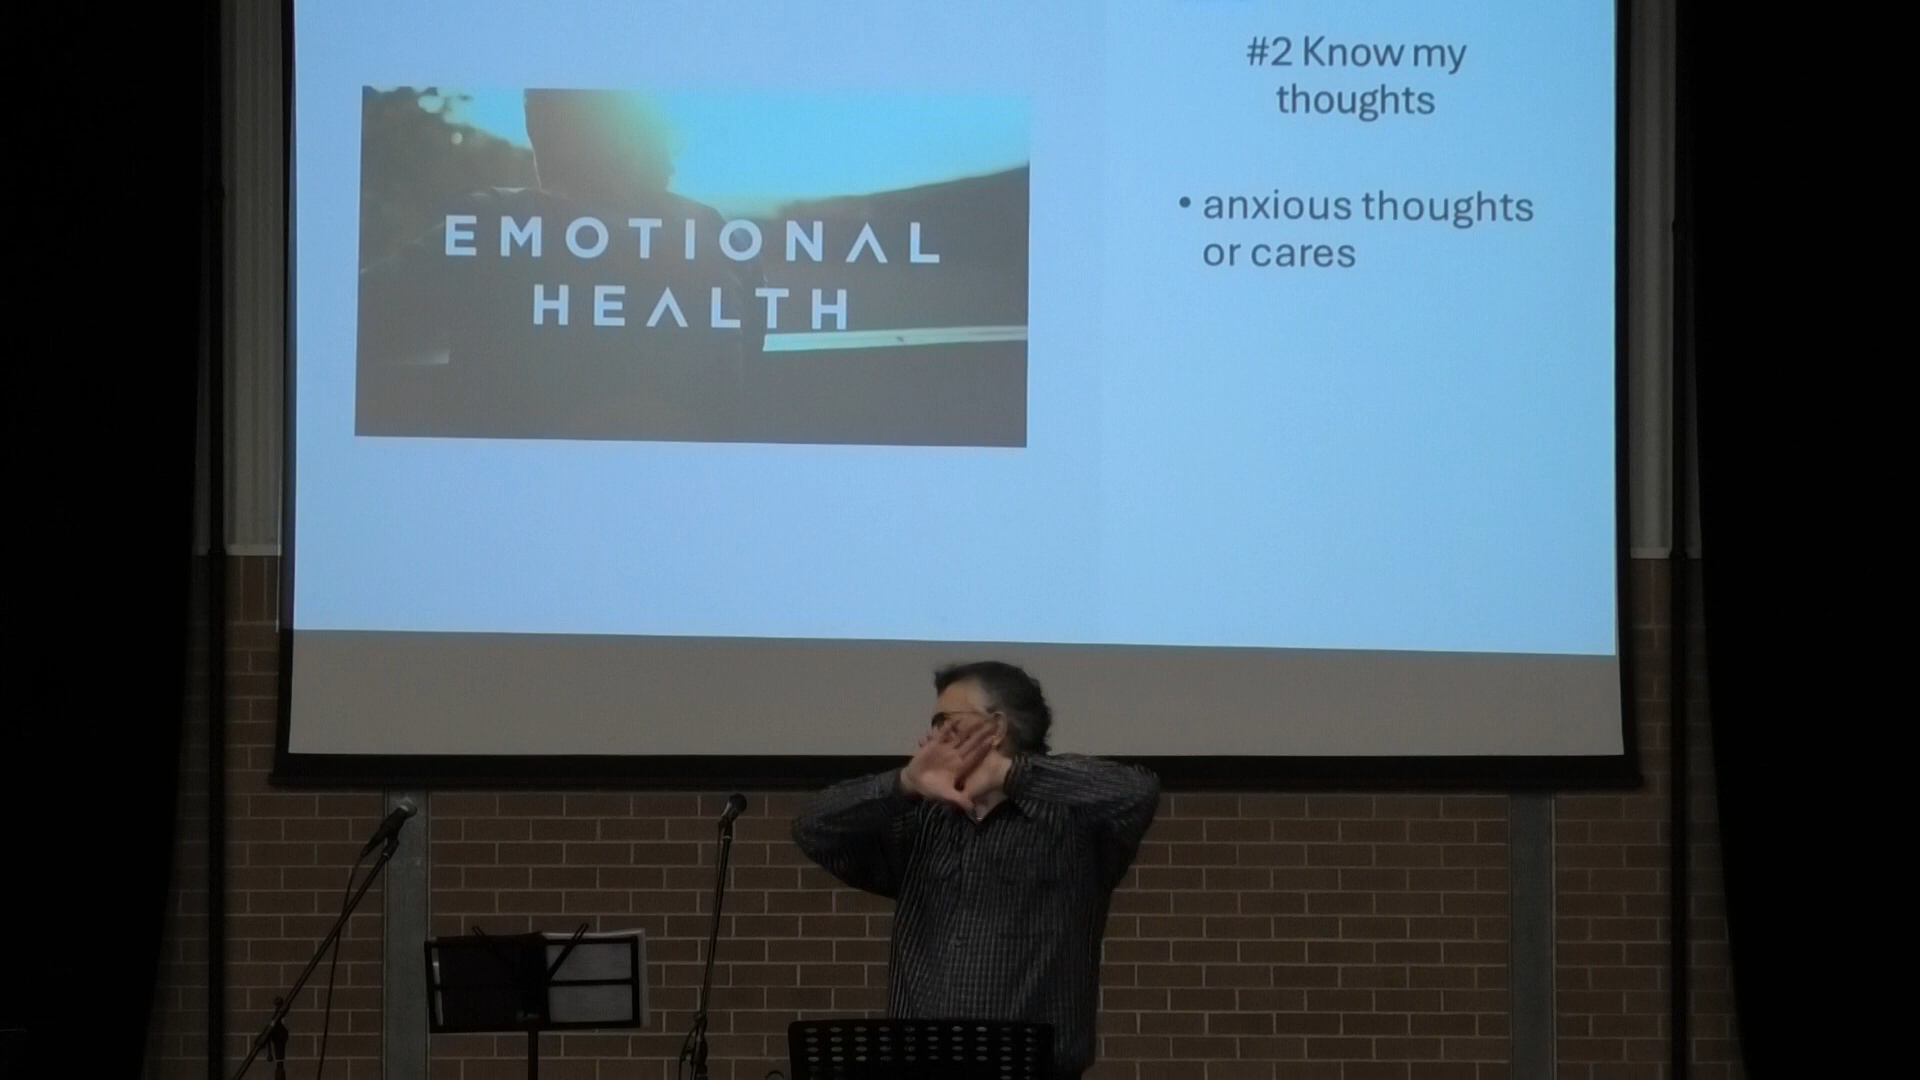 EMOTIONAL
HEALTH
#2 Know my
thoughts
• anxious thoughts
or cares